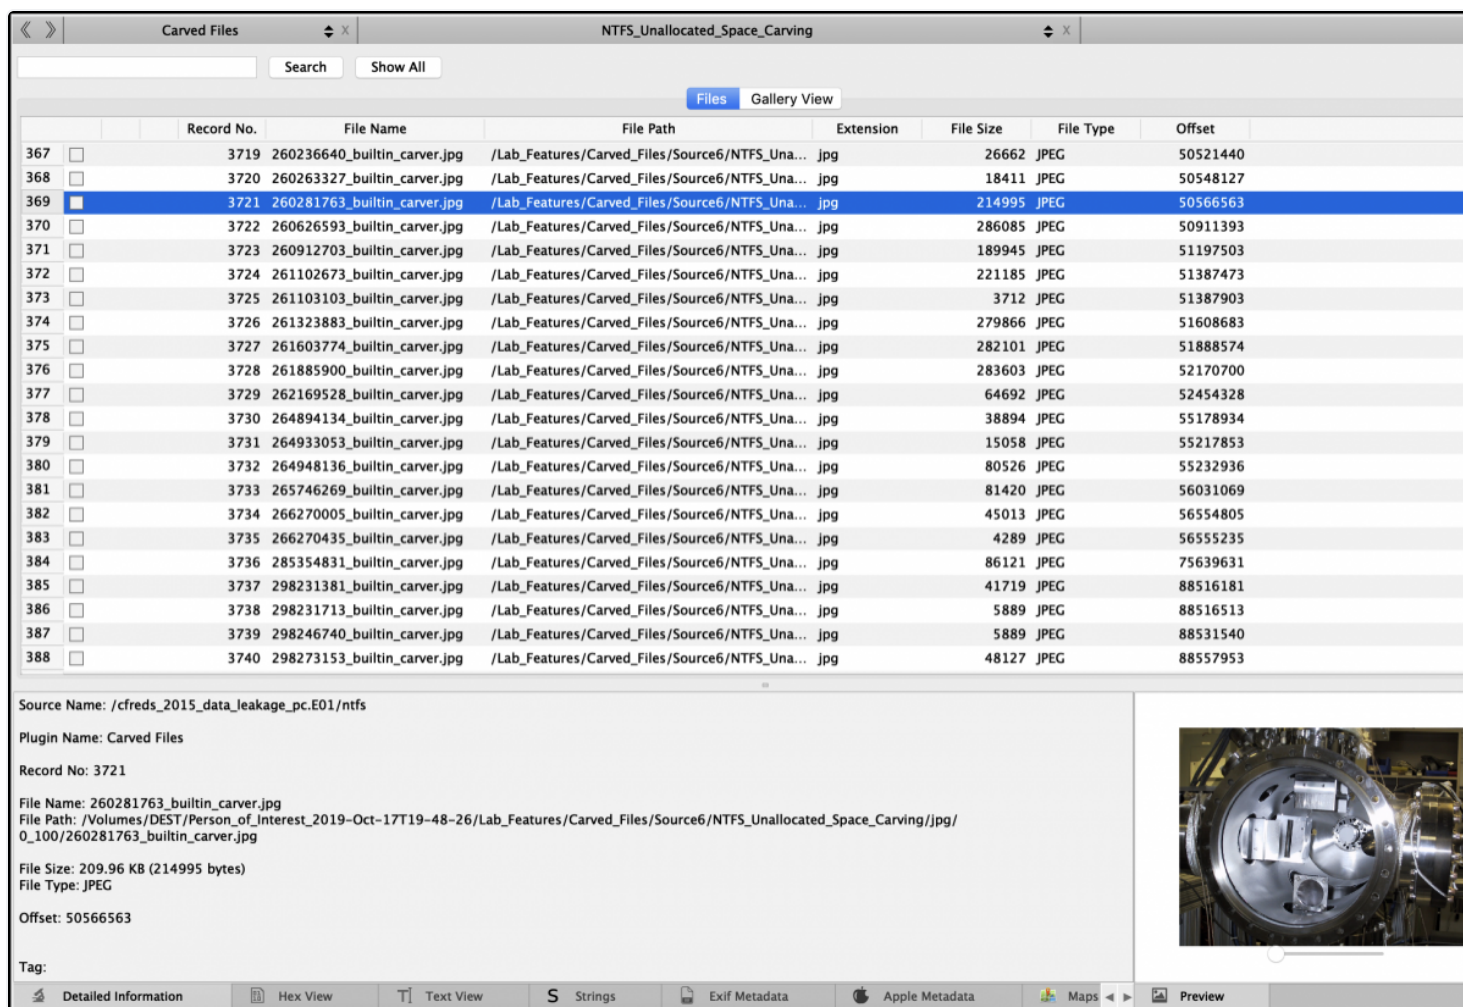 Carved Files X NTFS_Unallocated_Space_Carving X
Search Show All
Files Gallery View
Record No. File Name File Path Extension File Size File Type Offset
367 3719 260236640_builtin_carver.jpg /Lab_Features/Carved_Files/Source6/NTFS_Una... jpg 26662 JPEG 50521440
368 3720 260263327_builtin_carver.jpg /Lab_Features/Carved_Files/Source6/NTFS_Una... jpg 18411 JPEG 50548127
369 3721 260281763_builtin_carver.jpg /Lab_Features/Carved_Files/Source6/NTFS_Una... jpg 214995 JPEG 50566563
370 3722 260626593_builtin_carver.jpg /Lab_Features/Carved_Files/Source6/NTFS_Una... jpg 286085 JPEG 50911393
371 3723 260912703_builtin_carver.jpg /Lab_Features/Carved_Files/Source6/NTFS_Una... jpg 189945 JPEG 51197503
372 3724 261102673_builtin_carver.jpg /Lab_Features/Carved_Files/Source6/NTFS_Una... jpg 221185 JPEG 51387473
373 3725 261103103_builtin_carver.jpg /Lab_Features/Carved_Files/Source6/NTFS_Una... jpg 3712 JPEG 51387903
374 3726 261323883_builtin_carver.jpg /Lab_Features/Carved_Files/Source6/NTFS_Una... jpg 279866 JPEG 51608683
375 3727 261603774_builtin_carver.jpg /Lab_Features/Carved_Files/Source6/NTFS_Una... jpg 282101 JPEG 51888574
376 3728 261885900_builtin_carver.jpg /Lab_Features/Carved_Files/Source6/NTFS_Una... jpg 283603 JPEG 52170700
377 3729 262169528_builtin_carver.jpg /Lab_Features/Carved_Files/Source6/NTFS_Una... jpg 64692 JPEG 52454328
378 3730 264894134_builtin_carver.jpg /Lab_Features/Carved_Files/Source6/NTFS_Una... jpg 38894 JPEG 55178934
379 3731 264933053_builtin_carver.jpg /Lab_Features/Carved_Files/Source6/NTFS_Una... jpg 15058 JPEG 55217853
380 3732 264948136_builtin_carver.jpg /Lab_Features/Carved_Files/Source6/NTFS_Una... jpg 80526 JPEG 55232936
381 3733 265746269_builtin_carver.jpg /Lab_Features/Carved_Files/Source6/NTFS_Una... jpg 81420 JPEG 56031069
382 3734 266270005_builtin_carver.jpg /Lab_Features/Carved_Files/Source6/NTFS_Una... jpg 45013 JPEG 56554805
383 3735 266270435_builtin_carver.jpg /Lab_Features/Carved_Files/Source6/NTFS_Una... jpg 4289 JPEG 56555235
384 3736 285354831_builtin_carver.jpg /Lab_Features/Carved_Files/Source6/NTFS_Una... jpg 86121 JPEG 75639631
385 3737 298231381_builtin_carver.jpg /Lab_Features/Carved_Files/Source6/NTFS_Una... jpg 41719 JPEG 88516181
386 3738 298231713_builtin_carver.jpg /Lab_Features/Carved_Files/Source6/NTFS_Una... jpg 5889 JPEG 88516513
387 3739 298246740_builtin_carver.jpg /Lab_Features/Carved_Files/Source6/NTFS_Una... jpg 5889 JPEG 88531540
388 3740 298273153_builtin_carver.jpg /Lab_Features/Carved_Files/Source6/NTFS_Una... jpg 48127 JPEG 88557953
Source Name: /cfreds_2015_data_leakage_pc.E01/ntfs
Plugin Name: Carved Files
Record No: 3721
File Name: 260281763_builtin_carver.jpg
File Path: /Volumes/DEST/Person_of_Interest_2019-Oct-17T19-48-26/Lab_Features/Carved_Files/Source6/NTFS_Unallocated_Space_Carving/jpg/
0_100/260281763_builtin_carver.jpg
File Size: 209.96 KB (214995 bytes)
File Type: JPEG
Offset: 50566563
Tag:
Detailed Information Hex View Text View Strings Exif Metadata Apple Metadata Maps Preview